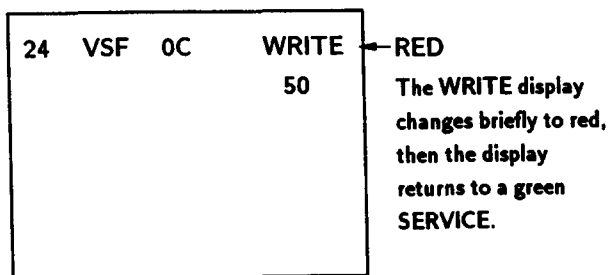 24 VSF 0C WRITE RED
50
The WRITE display
changes briefly to red,
then the display
returns to a green
SERVICE.